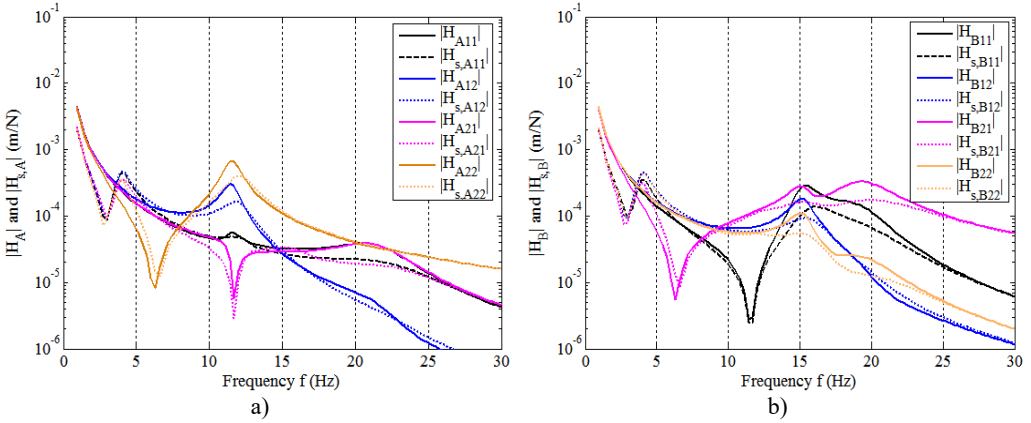 10^-1
10^-2
10^-3
10^-4
10^-5
10^-6
|H_A| and |H_s,A| (m/N)
0 5 10 15 20 25 30
Frequency f (Hz)
|H_A11|
|H_s,A11|
|H_A12|
|H_s,A12|
|H_A21|
|H_s,A21|
|H_A22|
|H_s,A22|
a)
10^-1
10^-2
10^-3
10^-4
10^-5
10^-6
|H_B| and |H_s,B| (m/N)
0 5 10 15 20 25 30
Frequency f (Hz)
|H_B11|
|H_s,B11|
|H_B12|
|H_s,B12|
|H_B21|
|H_s,B21|
|H_B22|
|H_s,B22|
b)